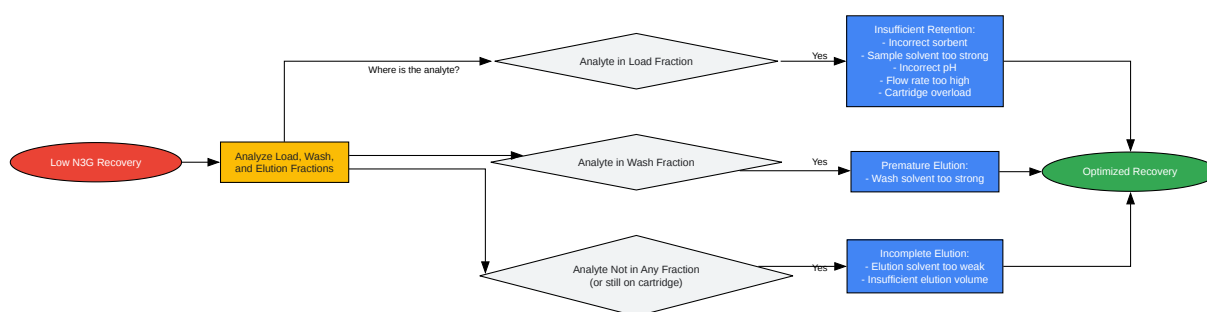 Low N3G Recovery
Analyze Load, Wash,
and Elution Fractions
Where is the analyte?
Analyte in Load Fraction
Yes
Insufficient Retention:
- Incorrect sorbent
- Sample solvent too strong
- Incorrect pH
- Flow rate too high
- Cartridge overload
Analyte in Wash Fraction
Yes
Premature Elution:
- Wash solvent too strong
Analyte Not in Any Fraction
(or still on cartridge)
Yes
Incomplete Elution:
- Elution solvent too weak
- Insufficient elution volume
Optimized Recovery